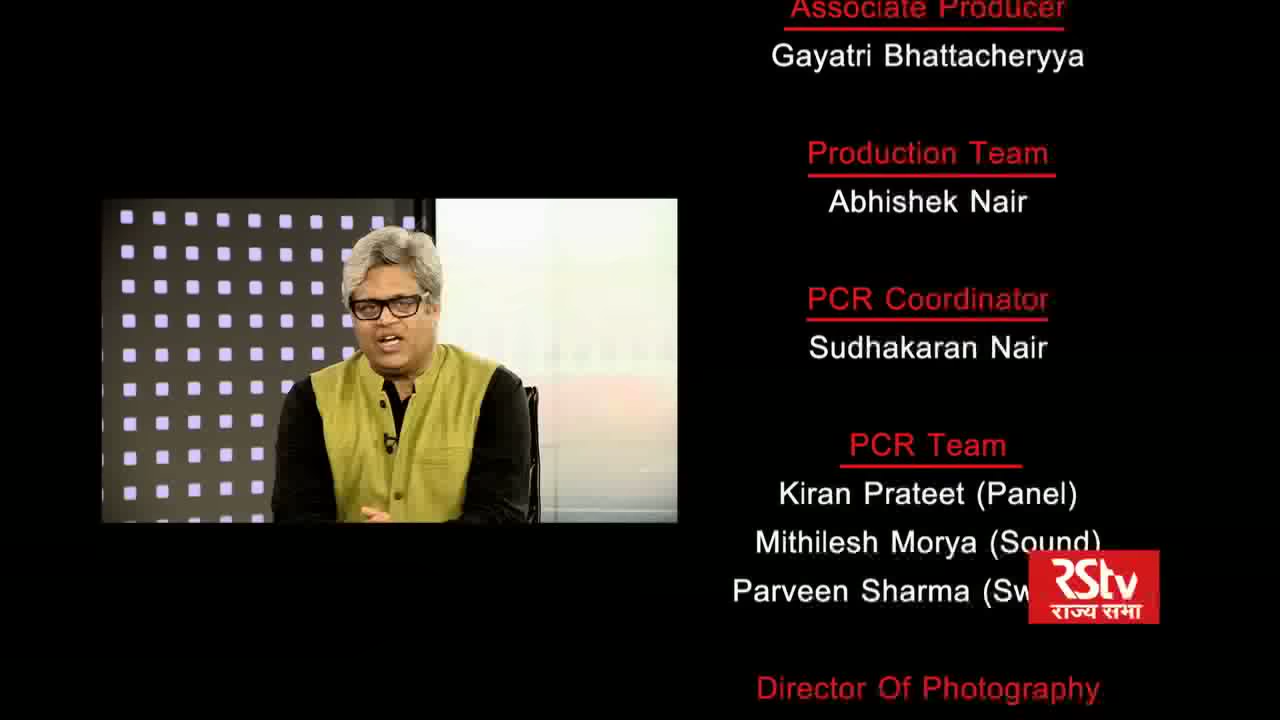 Associate Producer
Gayatri Bhattacheryya
Production Team
Abhishek Nair
PCR Coordinator
Sudhakaran Nair
PCR Team
Kiran Prateet (Panel)
Mithilesh Morya (Sound)
Parveen Sharma
RStv
राज्य सभा
Director Of Photography